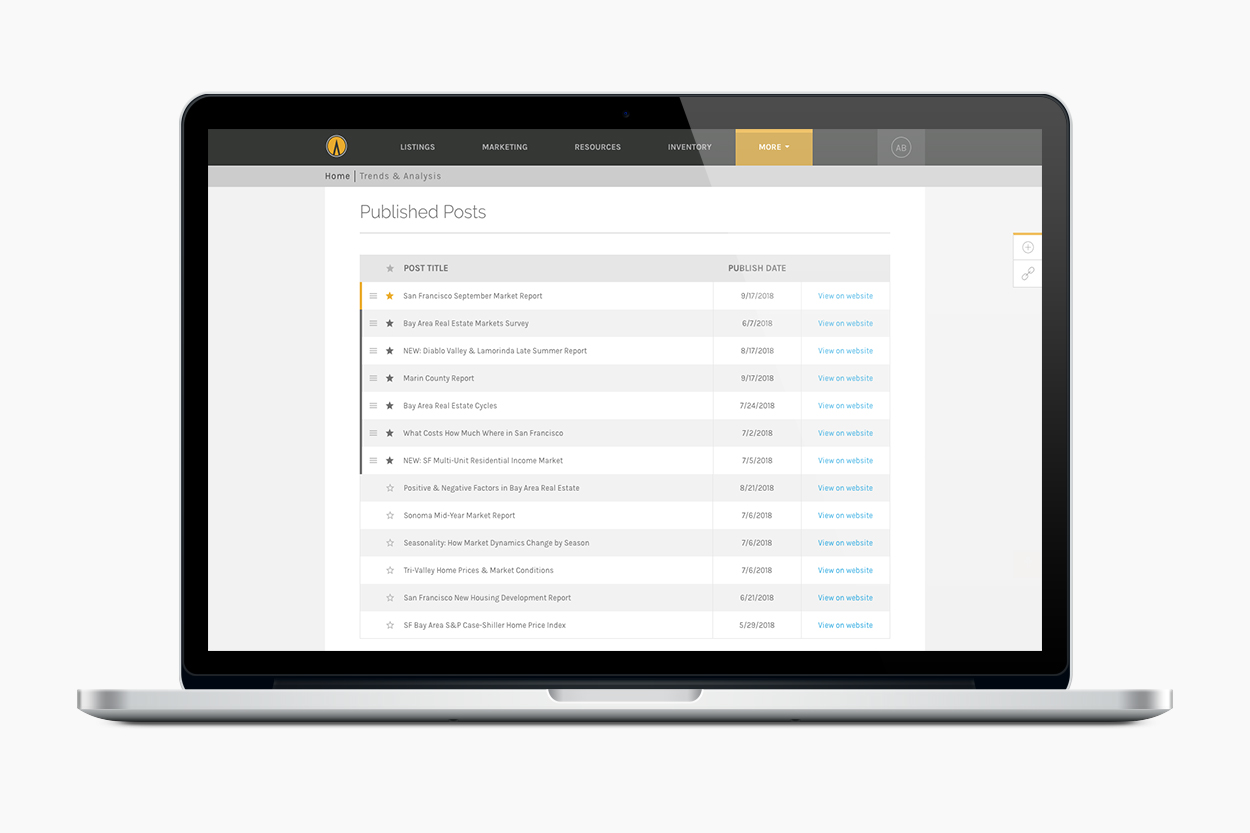 LISTINGS MARKETING RESOURCES INVENTORY MORE AB
Home | Trends & Analysis
Published Posts
POST TITLE PUBLISH DATE
San Francisco September Market Report 9/17/2018 View on website
Bay Area Real Estate Markets Survey 6/7/2018 View on website
NEW: Diablo Valley & Lamorinda Late Summer Report 8/17/2018 View on website
Marin County Report 9/17/2018 View on website
Bay Area Real Estate Cycles 7/24/2018 View on website
What Costs How Much Where in San Francisco 7/2/2018 View on website
NEW: SF Multi-Unit Residential Income Market 7/5/2018 View on website
Positive & Negative Factors in Bay Area Real Estate 8/21/2018 View on website
Sonoma Mid-Year Market Report 7/6/2018 View on website
Seasonality: How Market Dynamics Change by Season 7/6/2018 View on website
Tri-Valley Home Prices & Market Conditions 7/6/2018 View on website
San Francisco New Housing Development Report 6/21/2018 View on website
SF Bay Area S&P Case-Shiller Home Price Index 5/29/2018 View on website